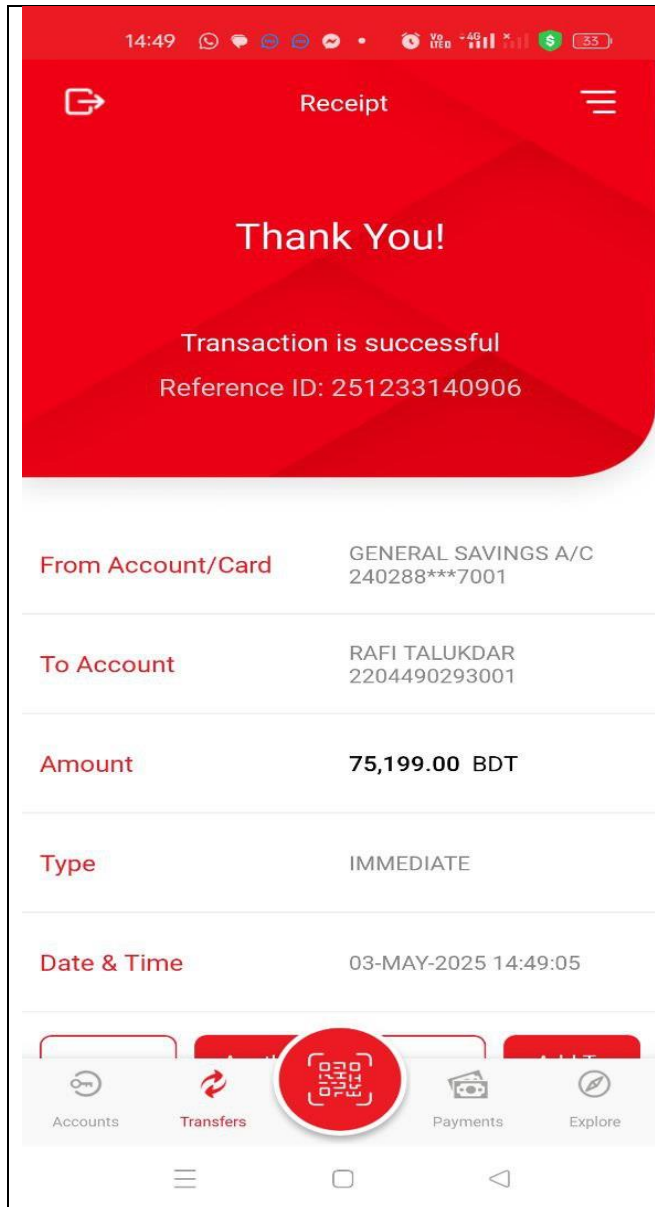 14:49
33
Receipt
Thank You!
Transaction is successful
Reference ID: 251233140906
From Account/Card
GENERAL SAVINGS A/C
240288***7001
To Account
RAFI TALUKDAR
2204490293001
Amount
75,199.00 BDT
Type
IMMEDIATE
Date & Time
03-MAY-2025 14:49:05
Accounts
Transfers
Payments
Explore